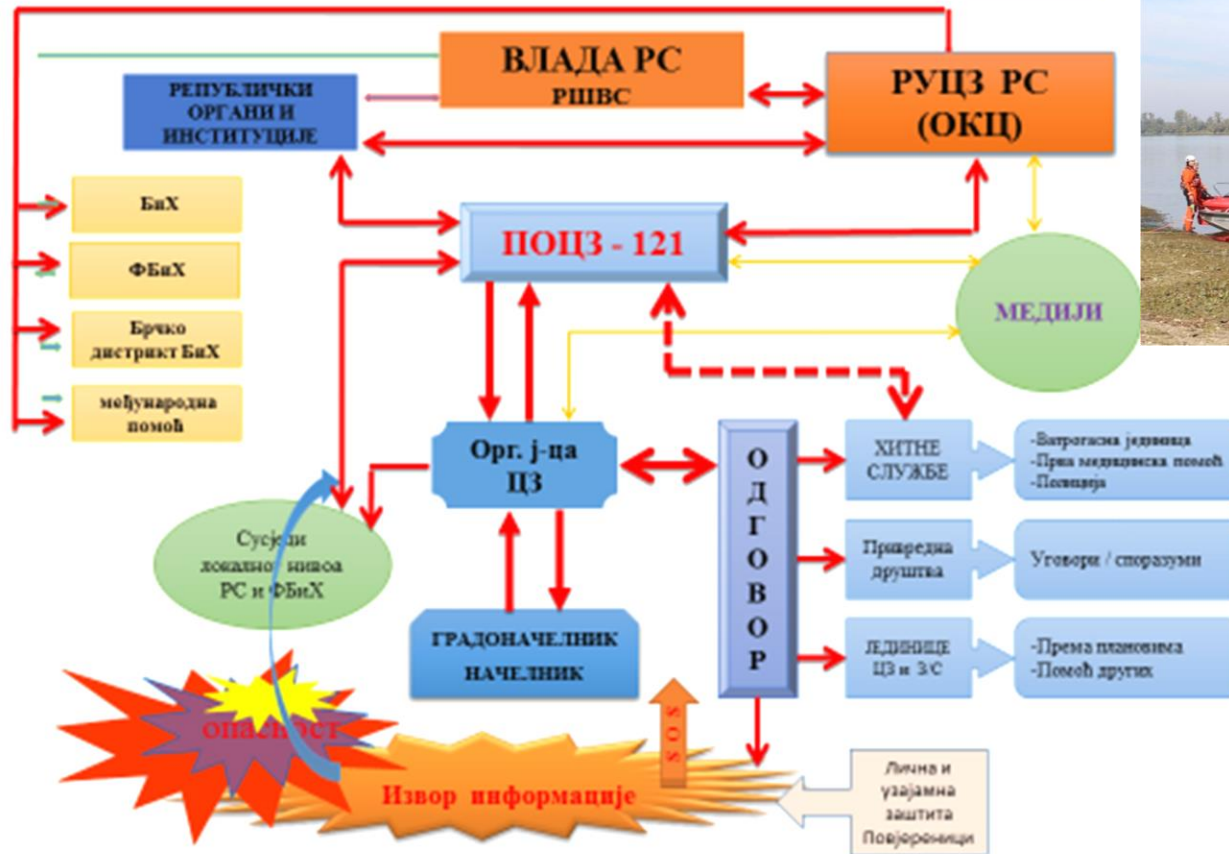 ВЛАДА РС
РШВС
РЕПУБЛИЧКИ
ОРГАНИ И
ИНСТИТУЦИЈЕ
РУЦЗ РС
(ОКЦ)
БиХ
ФБиХ
Брчко
дистрикт БиХ
међународна
помоћ
ПОЦЗ - 121
МЕДИЈИ
Орг. ј-ца
ЦЗ
ОДГОВОР
ХИТНЕ
СЛУЖБЕ
-Ватрогасна јединица
-Прва медицинска помоћ
-Полиција
Сусједи
локалног нивоа
РС и ФБиХ
Привредна
друштва
Уговори / споразуми
ГРАДОНАЧЕЛНИК
НАЧЕЛНИК
ЈЕДИНИЦЕ
ЦЗ и З/С
-Према плановима
-Помоћ других
опасност
SOS
Извор информације
Лична и
узајамна
заштита
Повјереници